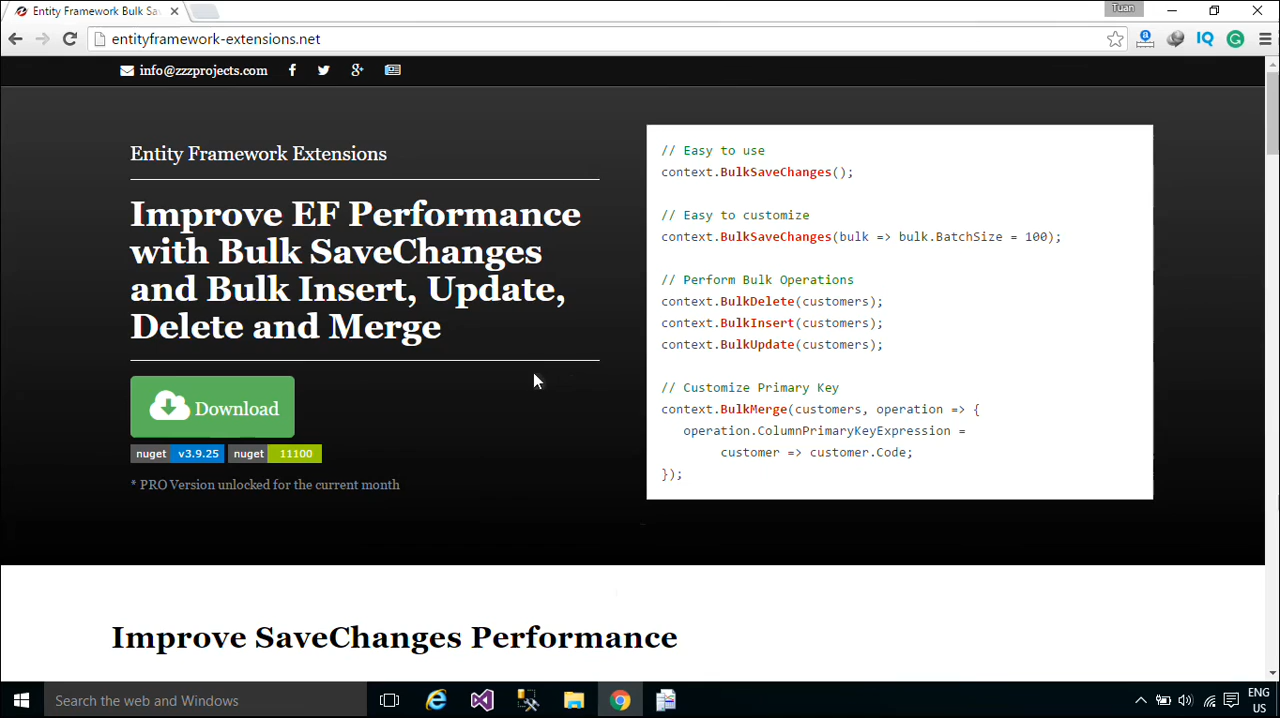 Entity Framework Bulk Sa
Tuan
entityframework-extensions.net
IQ
info@zzzprojects.com
Entity Framework Extensions
Improve EF Performance
with Bulk SaveChanges
and Bulk Insert, Update,
Delete and Merge
Download
nuget v3.9.25 nuget 11100
* PRO Version unlocked for the current month
// Easy to use
context.BulkSaveChanges();
// Easy to customize
context.BulkSaveChanges(bulk => bulk.BatchSize = 100);
// Perform Bulk Operations
context.BulkDelete(customers);
context.BulkInsert(customers);
context.BulkUpdate(customers);
// Customize Primary Key
context.BulkMerge(customers, operation => {
operation.ColumnPrimaryKeyExpression =
customer => customer.Code;
});
Improve SaveChanges Performance
Search the web and Windows
ENG
US